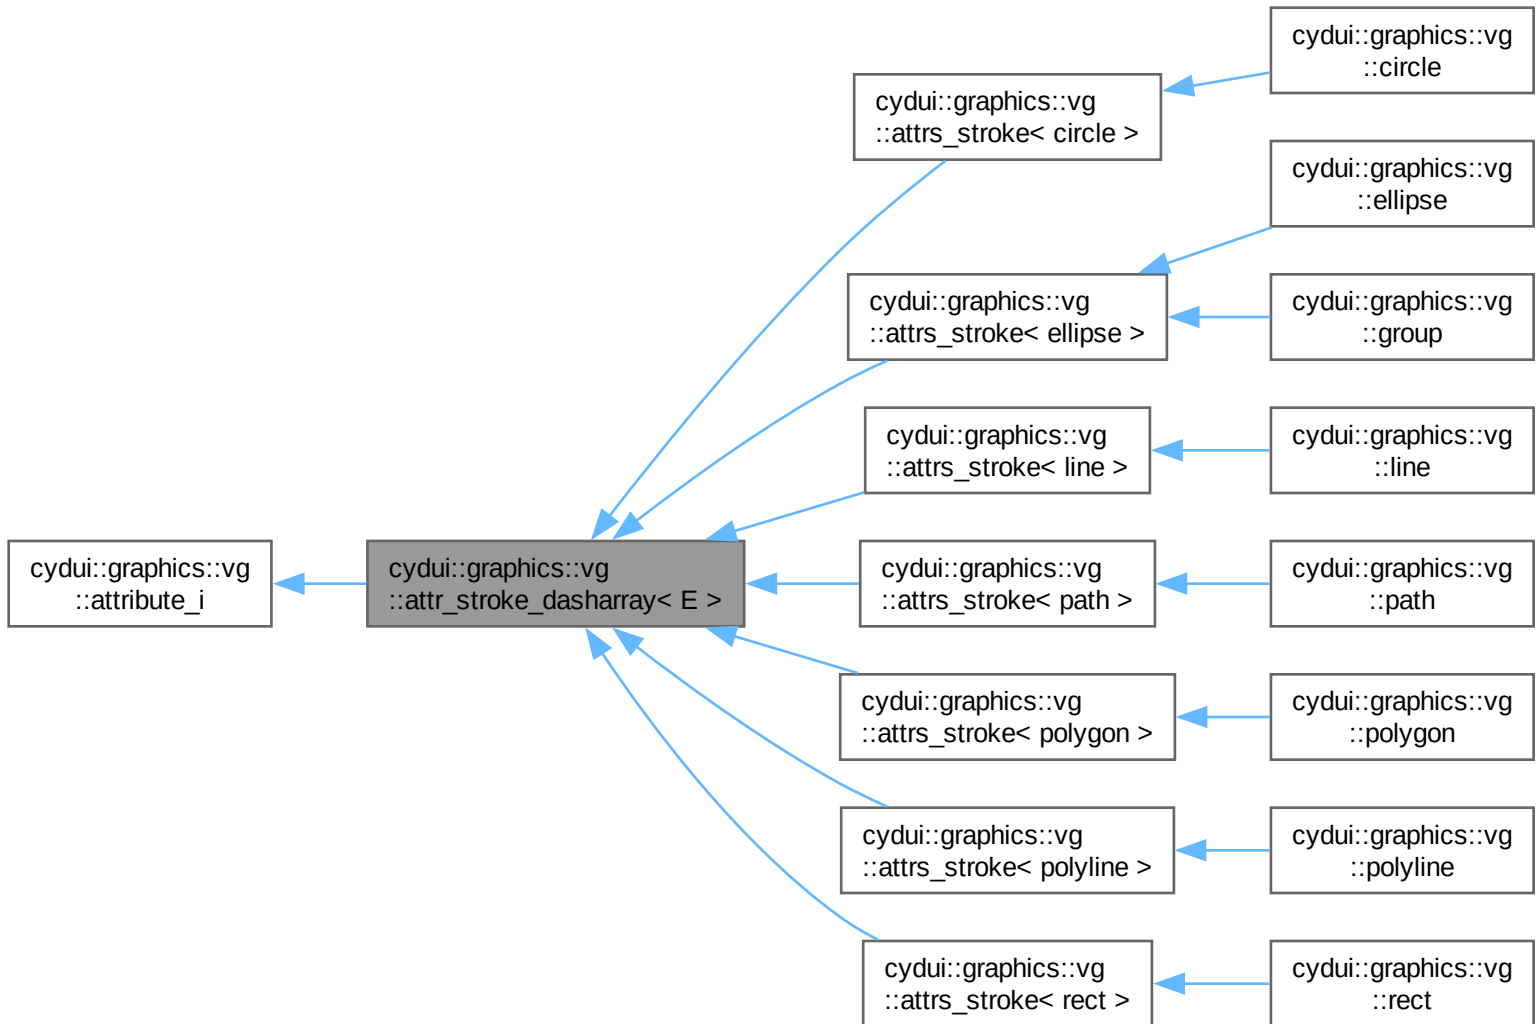 cydui::graphics::vg
::attribute_i
cydui::graphics::vg
::attr_stroke_dasharray< E >
cydui::graphics::vg
::attrs_stroke< circle >
cydui::graphics::vg
::circle
cydui::graphics::vg
::attrs_stroke< ellipse >
cydui::graphics::vg
::ellipse
cydui::graphics::vg
::group
cydui::graphics::vg
::attrs_stroke< line >
cydui::graphics::vg
::line
cydui::graphics::vg
::attrs_stroke< path >
cydui::graphics::vg
::path
cydui::graphics::vg
::attrs_stroke< polygon >
cydui::graphics::vg
::polygon
cydui::graphics::vg
::attrs_stroke< polyline >
cydui::graphics::vg
::polyline
cydui::graphics::vg
::attrs_stroke< rect >
cydui::graphics::vg
::rect